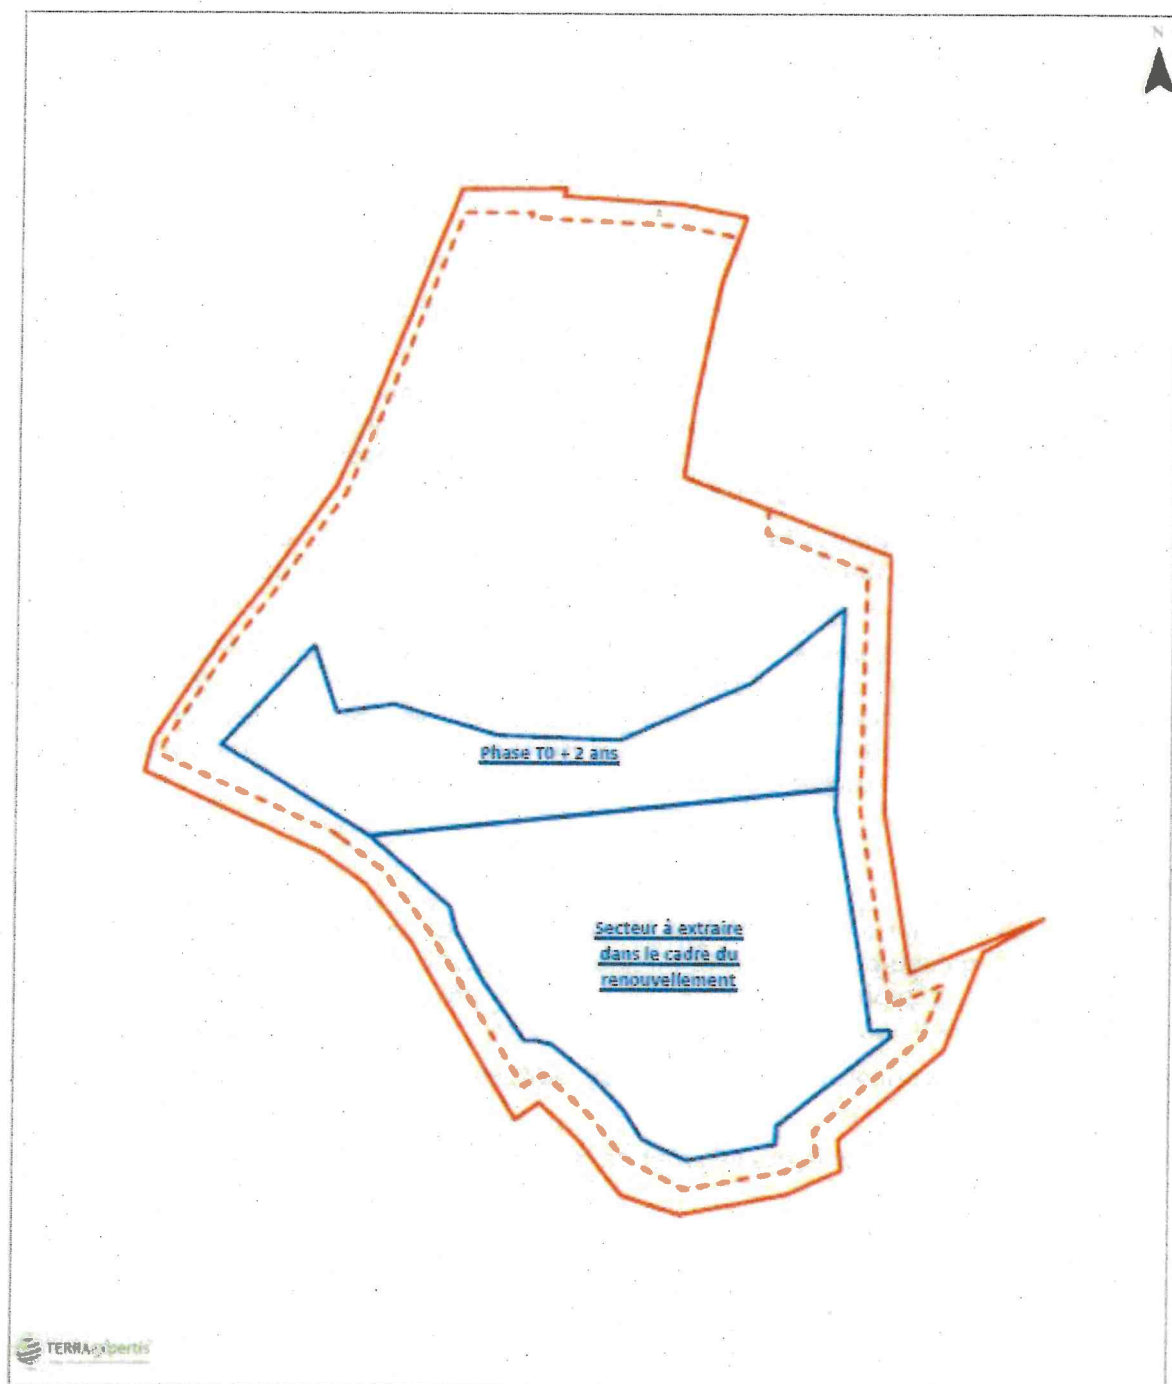 N
Phase T0 + 2 ans
Secteur à extraire
dans le cadre du
renouvellement